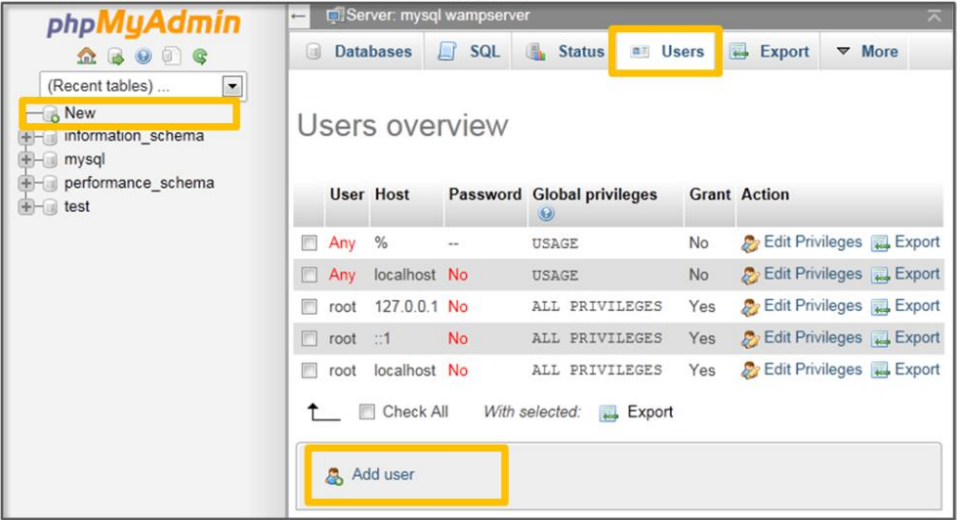 phpMyAdmin
(Recent tables) ...
New
information_schema
mysql
performance_schema
test
Server: mysql wampserver
Databases SQL Status Users Export More
Users overview
User Host Password Global privileges Grant Action
Any % -- USAGE No Edit Privileges Export
Any localhost No USAGE No Edit Privileges Export
root 127.0.0.1 No ALL PRIVILEGES Yes Edit Privileges Export
root ::1 No ALL PRIVILEGES Yes Edit Privileges Export
root localhost No ALL PRIVILEGES Yes Edit Privileges Export
Check All With selected: Export
Add user